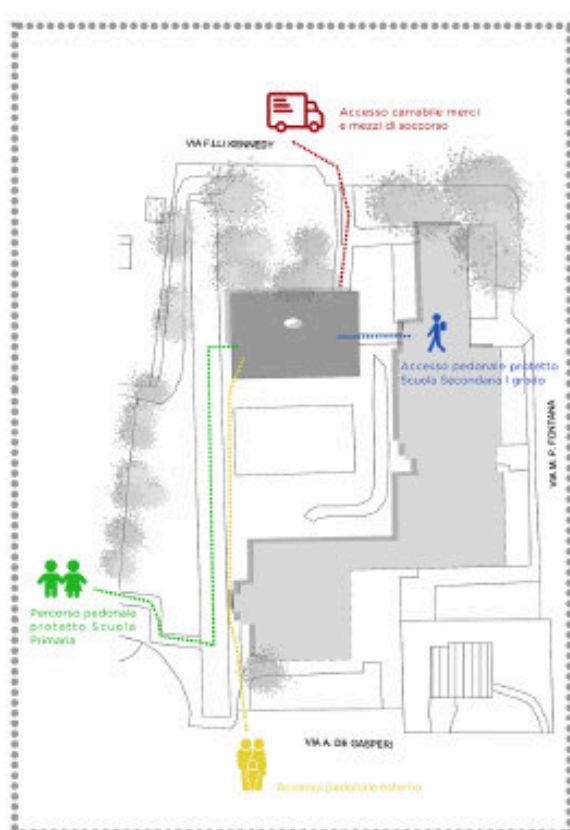 Accesso carrabile merci
e mezzi di soccorso
VIA F.LLI KENNEDY
Accesso pedonale protetto
Scuola Secondaria I grado
VIA M. P. FONTANA
Percorso pedonale
protetto Scuola
Primaria
VIA A. DE GASPERI
Accesso pedonale esterno